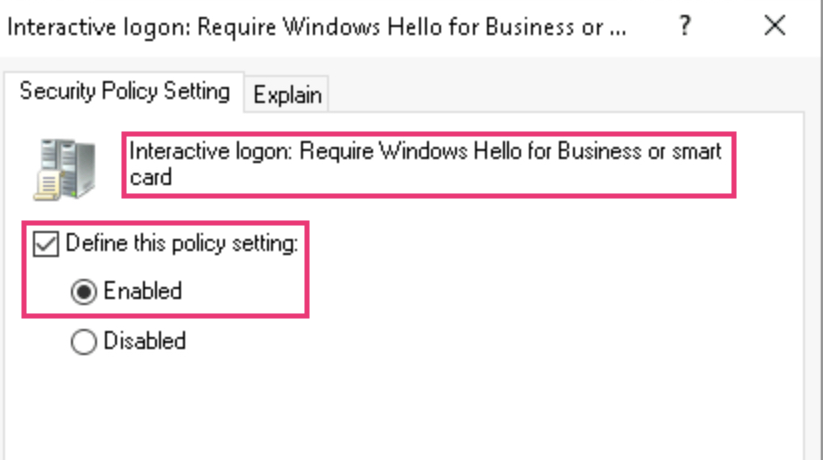 Interactive logon: Require Windows Hello for Business or ...
?
Security Policy Setting
Explain
Interactive logon: Require Windows Hello for Business or smart
card
Define this policy setting:
Enabled
Disabled